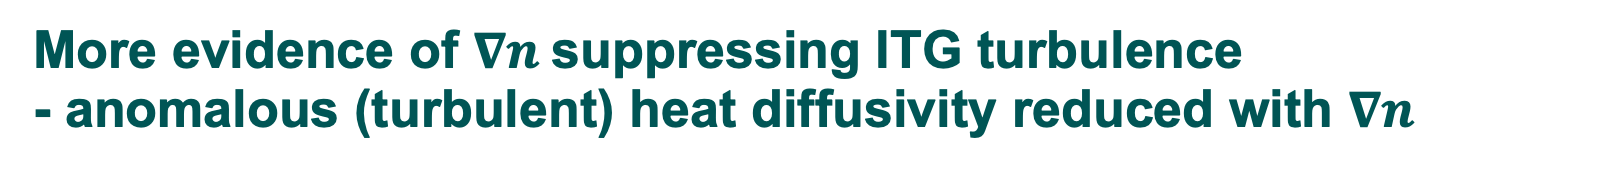 More evidence of ∇n suppressing ITG turbulence
- anomalous (turbulent) heat diffusivity reduced with ∇n